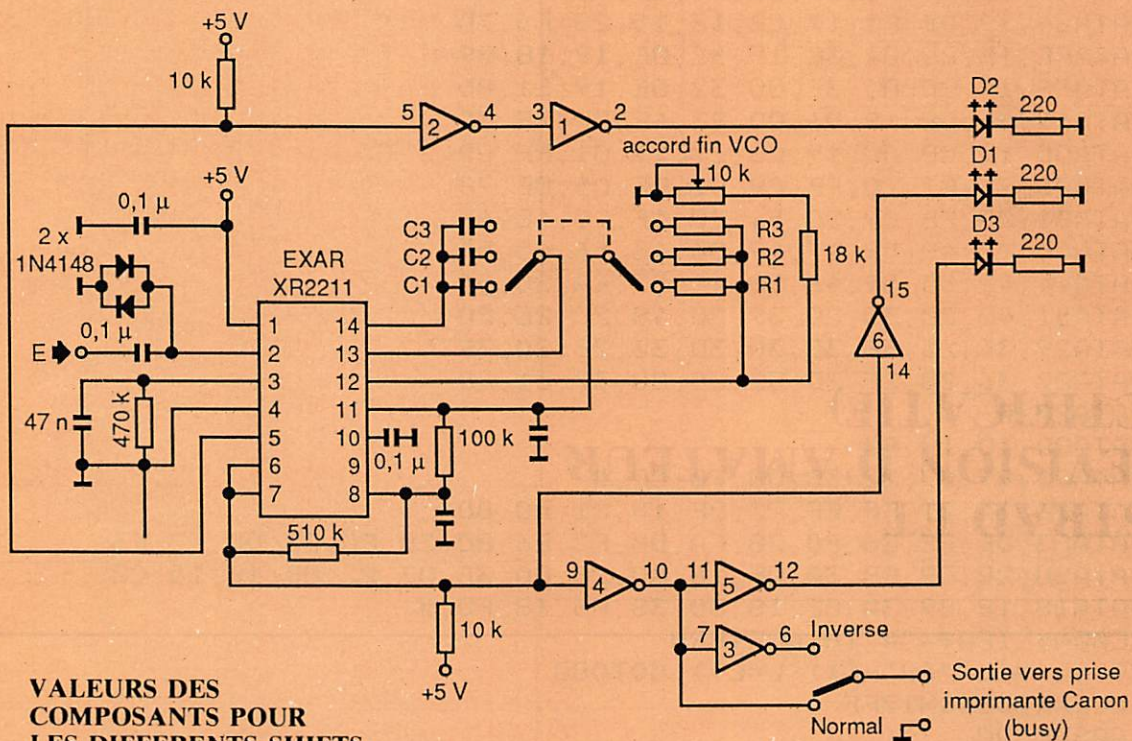 +5 V
10 k
5
2
4
3
1
2
D2
220
accord fin VCO
10 k
D1
220
D3
220
+5 V
0,1 µ
2 x
1N4148
0,1 µ
E
47 n
470 k
EXAR
XR2211
1
2
3
4
5
6
7
14
13
12
11
10
9
8
C3
C2
C1
R3
R2
R1
18 k
15
6
14
0,1 µ
100 k
510 k
10 k
+5 V
9
4
10
11
5
12
7
3
6
Inverse
Normal
Sortie vers prise
imprimante Canon
(busy)
VALEURS DES
COMPOSANTS POUR
LES DIFFERENTS SHIFTS